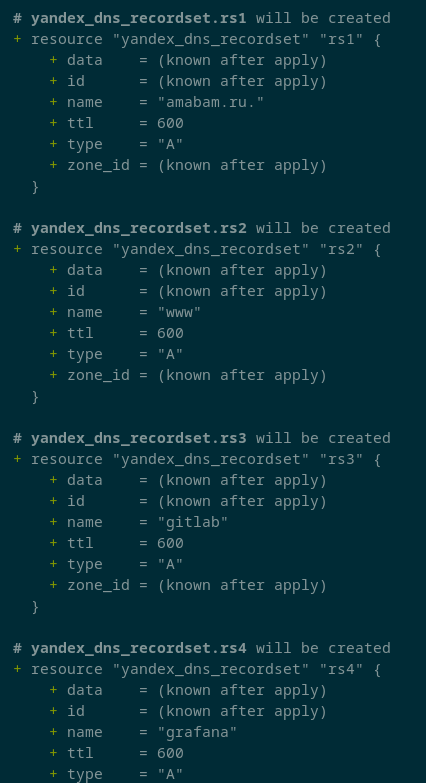 # yandex_dns_recordset.rs1 will be created
+ resource "yandex_dns_recordset" "rs1" {
+ data = (known after apply)
+ id = (known after apply)
+ name = "amabam.ru."
+ ttl = 600
+ type = "A"
+ zone_id = (known after apply)
}
# yandex_dns_recordset.rs2 will be created
+ resource "yandex_dns_recordset" "rs2" {
+ data = (known after apply)
+ id = (known after apply)
+ name = "www"
+ ttl = 600
+ type = "A"
+ zone_id = (known after apply)
}
# yandex_dns_recordset.rs3 will be created
+ resource "yandex_dns_recordset" "rs3" {
+ data = (known after apply)
+ id = (known after apply)
+ name = "gitlab"
+ ttl = 600
+ type = "A"
+ zone_id = (known after apply)
}
# yandex_dns_recordset.rs4 will be created
+ resource "yandex_dns_recordset" "rs4" {
+ data = (known after apply)
+ id = (known after apply)
+ name = "grafana"
+ ttl = 600
+ type = "A"